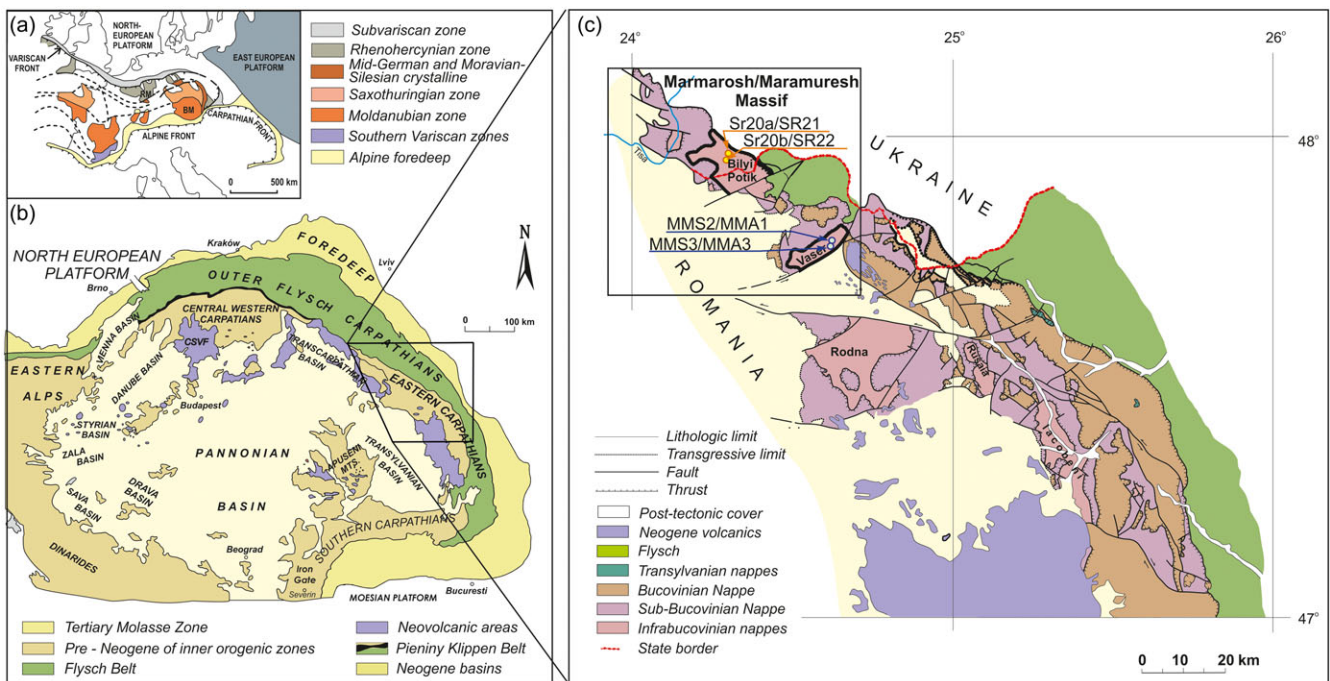 (a)
NORTH-
EUROPEAN
PLATFORM
VARISCAN
FRONT
EAST EUROPEAN
PLATFORM
RM
BM
ALPINE FRONT
CARPATHIAN FRONT
0 500 km
Subvariscan zone
Rhenohercynian zone
Mid-German and Moravian-
Silesian crystalline
Saxothuringian zone
Moldanubian zone
Southern Variscan zones
Alpine foredeep
(b)
NORTH EUROPEAN
PLATFORM
Brno
Kraków
Lviv
FOREDEEP
N
0 100 km
OUTER FLYSCH CARPATHIANS
CENTRAL WESTERN
CARPATHIANS
VIENNA BASIN
CSVF
TRANSCARPATHIAN
BASIN
EASTERN CARPATHIANS
EASTERN
ALPS
DANUBE BASIN
Budapest
STYRIAN
BASIN
ZALA
BASIN
PANNONIAN
BASIN
APUSENI
MTS.
TRANSYLVANIAN
BASIN
SAVA
BASIN
DRAVA
BASIN
SOUTHERN CARPATHIANS
Beograd
DINARIDES
Iron
Gate
Severin
MOESIAN PLATFORM
Bucuresti
Tertiary Molasse Zone
Pre - Neogene of inner orogenic zones
Flysch Belt
Neovolcanic areas
Pieniny Klippen Belt
Neogene basins
(c)
24°
25°
26°
48°
47°
Marmarosh/Maramuresh
Massif
Sr20a/SR21
Sr20b/SR22
Tisa
Bilyi
Potik
UKRAINE
MMS2/MMA1
MMS3/MMA3
Vaser
ROMANIA
Rodna
Rusaia
Iacobeni
Lithologic limit
Transgressive limit
Fault
Thrust
Post-tectonic cover
Neogene volcanics
Flysch
Transylvanian nappes
Bucovinian Nappe
Sub-Bucovinian Nappe
Infrabucovinian nappes
State border
0 10 20 km